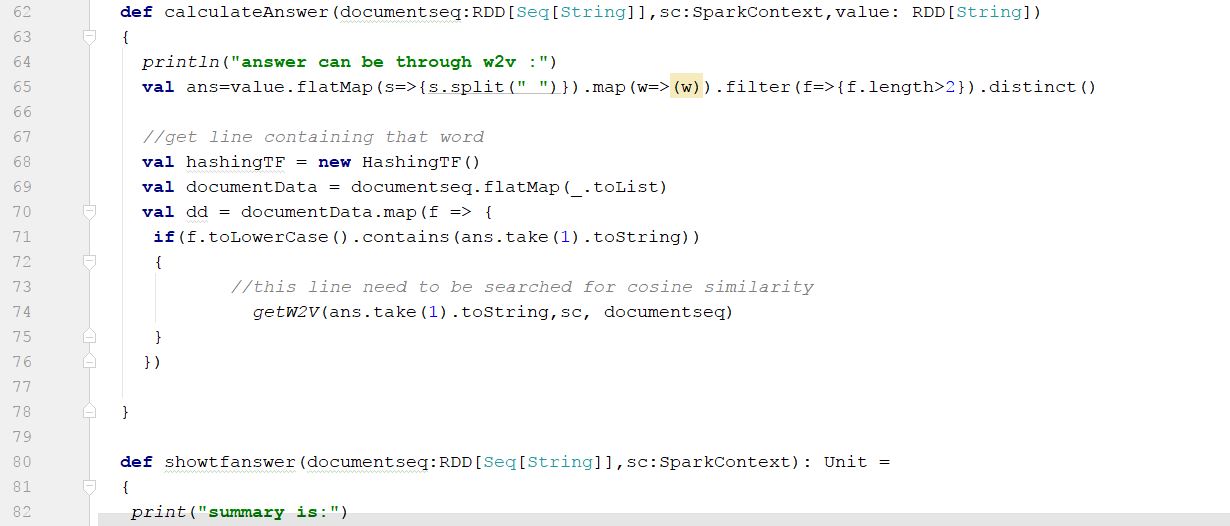 62 def calculateAnswer(documentseq:RDD[Seq[String]],sc:SparkContext,value: RDD[String])
63 {
64 println("answer can be through w2v :")
65 val ans=value.flatMap(s=>{s.split(" ")}).map(w=>(w)).filter(f=>{f.length>2}).distinct()
66
67 //get line containing that word
68 val hashingTF = new HashingTF()
69 val documentData = documentseq.flatMap(_.toList)
70 val dd = documentData.map(f => {
71 if(f.toLowerCase().contains(ans.take(1).toString))
72 {
73 //this line need to be searched for cosine similarity
74 getW2V(ans.take(1).toString,sc, documentseq)
75 }
76 })
77
78 }
79
80 def showtfanswer(documentseq:RDD[Seq[String]],sc:SparkContext): Unit =
81 {
82 print("summary is:")